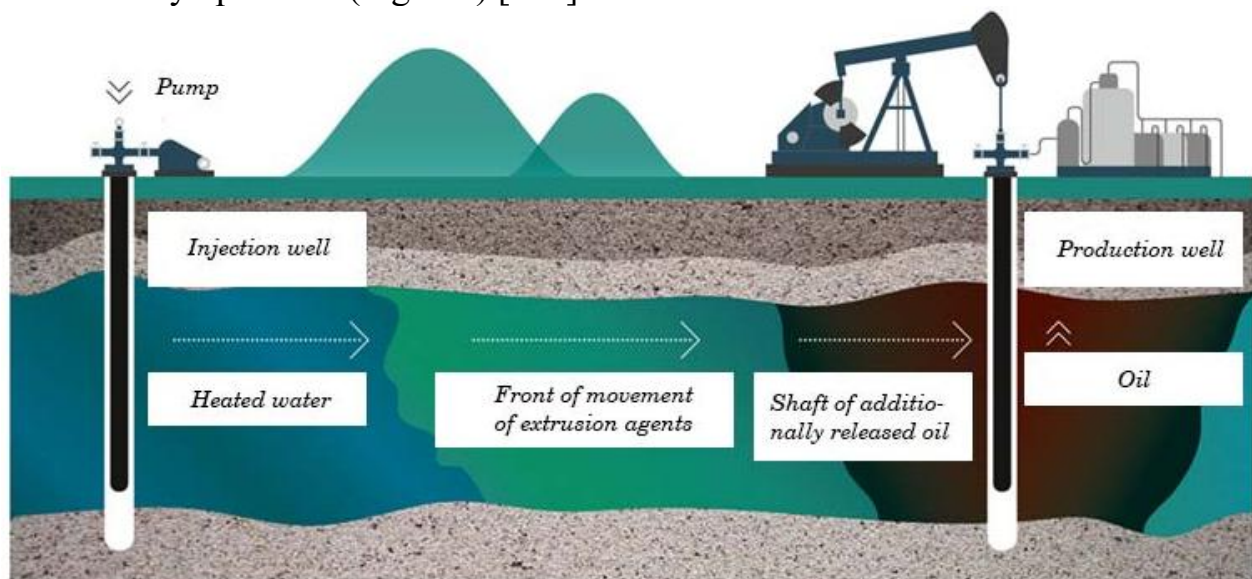 Pump
Injection well
Production well
Heated water
Front of movement
of extrusion agents
Shaft of additio-
nally released oil
Oil